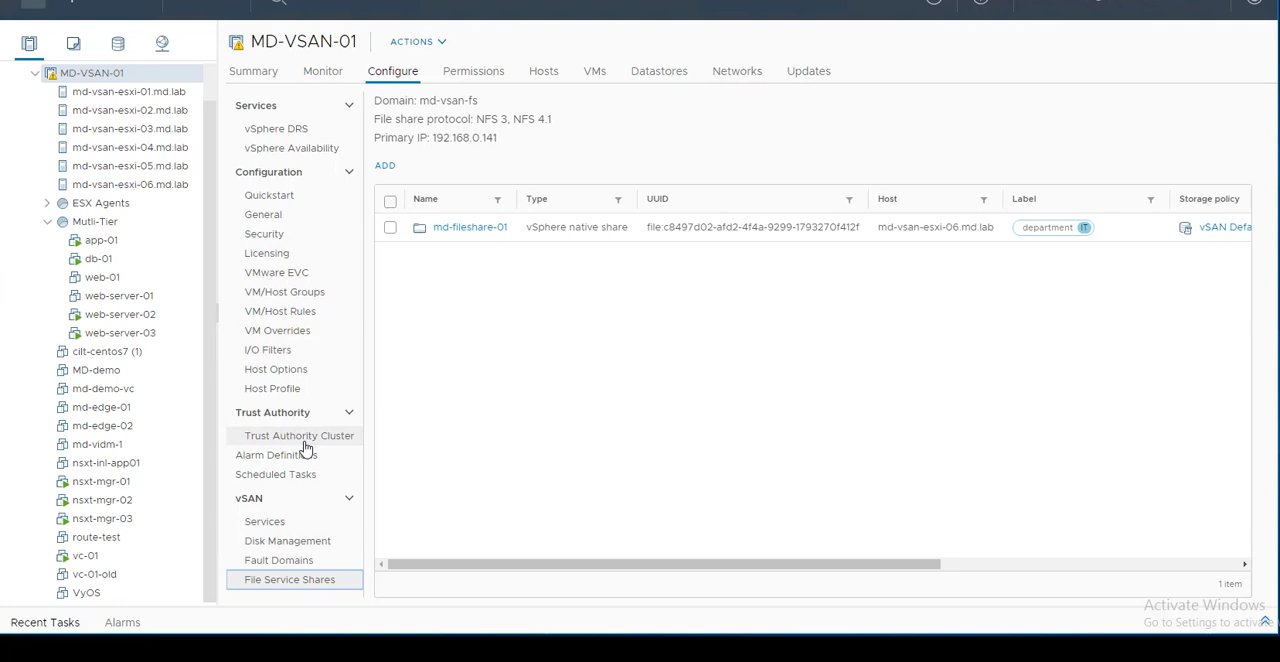 MD-VSAN-01
ACTIONS
Summary
Monitor
Configure
Permissions
Hosts
VMs
Datastores
Networks
Updates
MD-VSAN-01
md-vsan-esxi-01.md.lab
md-vsan-esxi-02.md.lab
md-vsan-esxi-03.md.lab
md-vsan-esxi-04.md.lab
md-vsan-esxi-05.md.lab
md-vsan-esxi-06.md.lab
ESX Agents
Mutli-Tier
app-01
db-01
web-01
web-server-01
web-server-02
web-server-03
cilt-centos7 (1)
MD-demo
md-demo-vc
md-edge-01
md-edge-02
md-vidm-1
nsxt-inl-app01
nsxt-mgr-01
nsxt-mgr-02
nsxt-mgr-03
route-test
vc-01
vc-01-old
VyOS
Services
vSphere DRS
vSphere Availability
Configuration
Quickstart
General
Security
Licensing
VMware EVC
VM/Host Groups
VM/Host Rules
VM Overrides
I/O Filters
Host Options
Host Profile
Trust Authority
Trust Authority Cluster
Alarm Definitions
Scheduled Tasks
vSAN
Services
Disk Management
Fault Domains
File Service Shares
Domain: md-vsan-fs
File share protocol: NFS 3, NFS 4.1
Primary IP: 192.168.0.141
ADD
Name Type UUID Host Label Storage policy
md-fileshare-01 vSphere native share file:c8497d02-afd2-4f4a-9299-1793270f412f md-vsan-esxi-06.md.lab department IT vSAN Defa
1 item
Activate Windows
Go to Settings to activate
Recent Tasks
Alarms